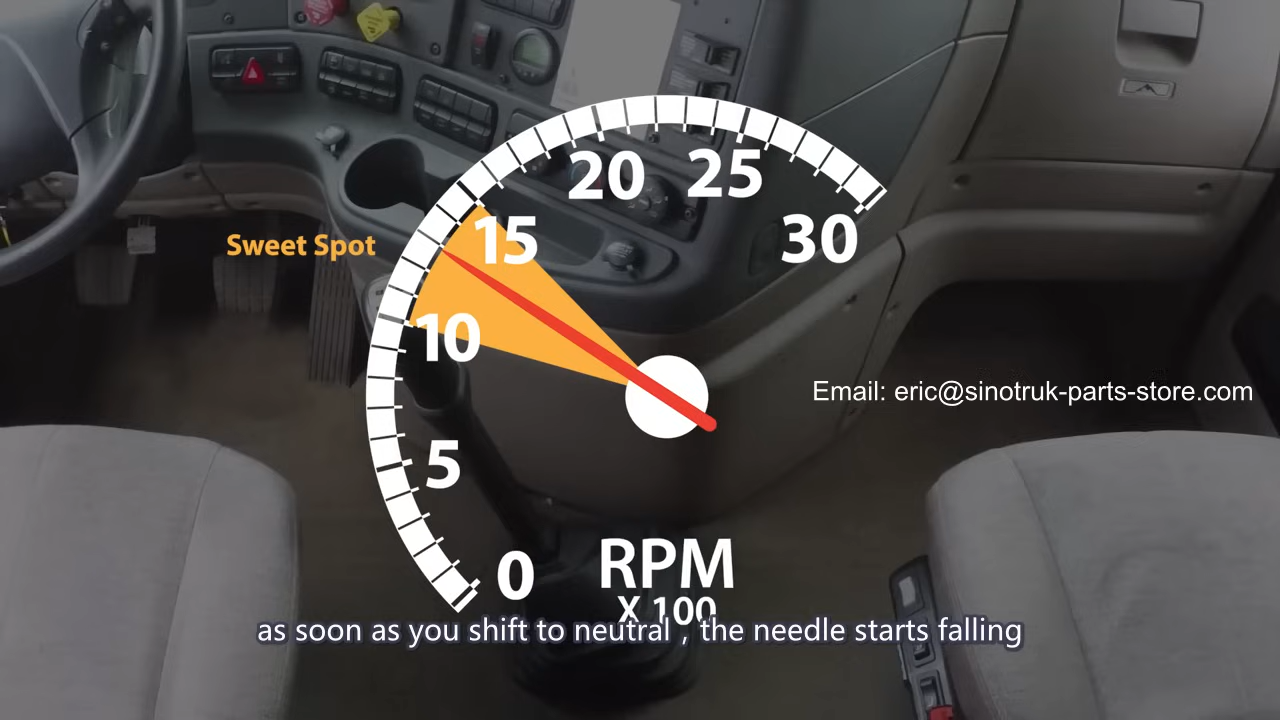 20 25
15 30
Sweet Spot
10
Email: eric@sinotruk-parts-store.com
5
0
RPM
X 100
as soon as you shift to neutral , the needle starts falling